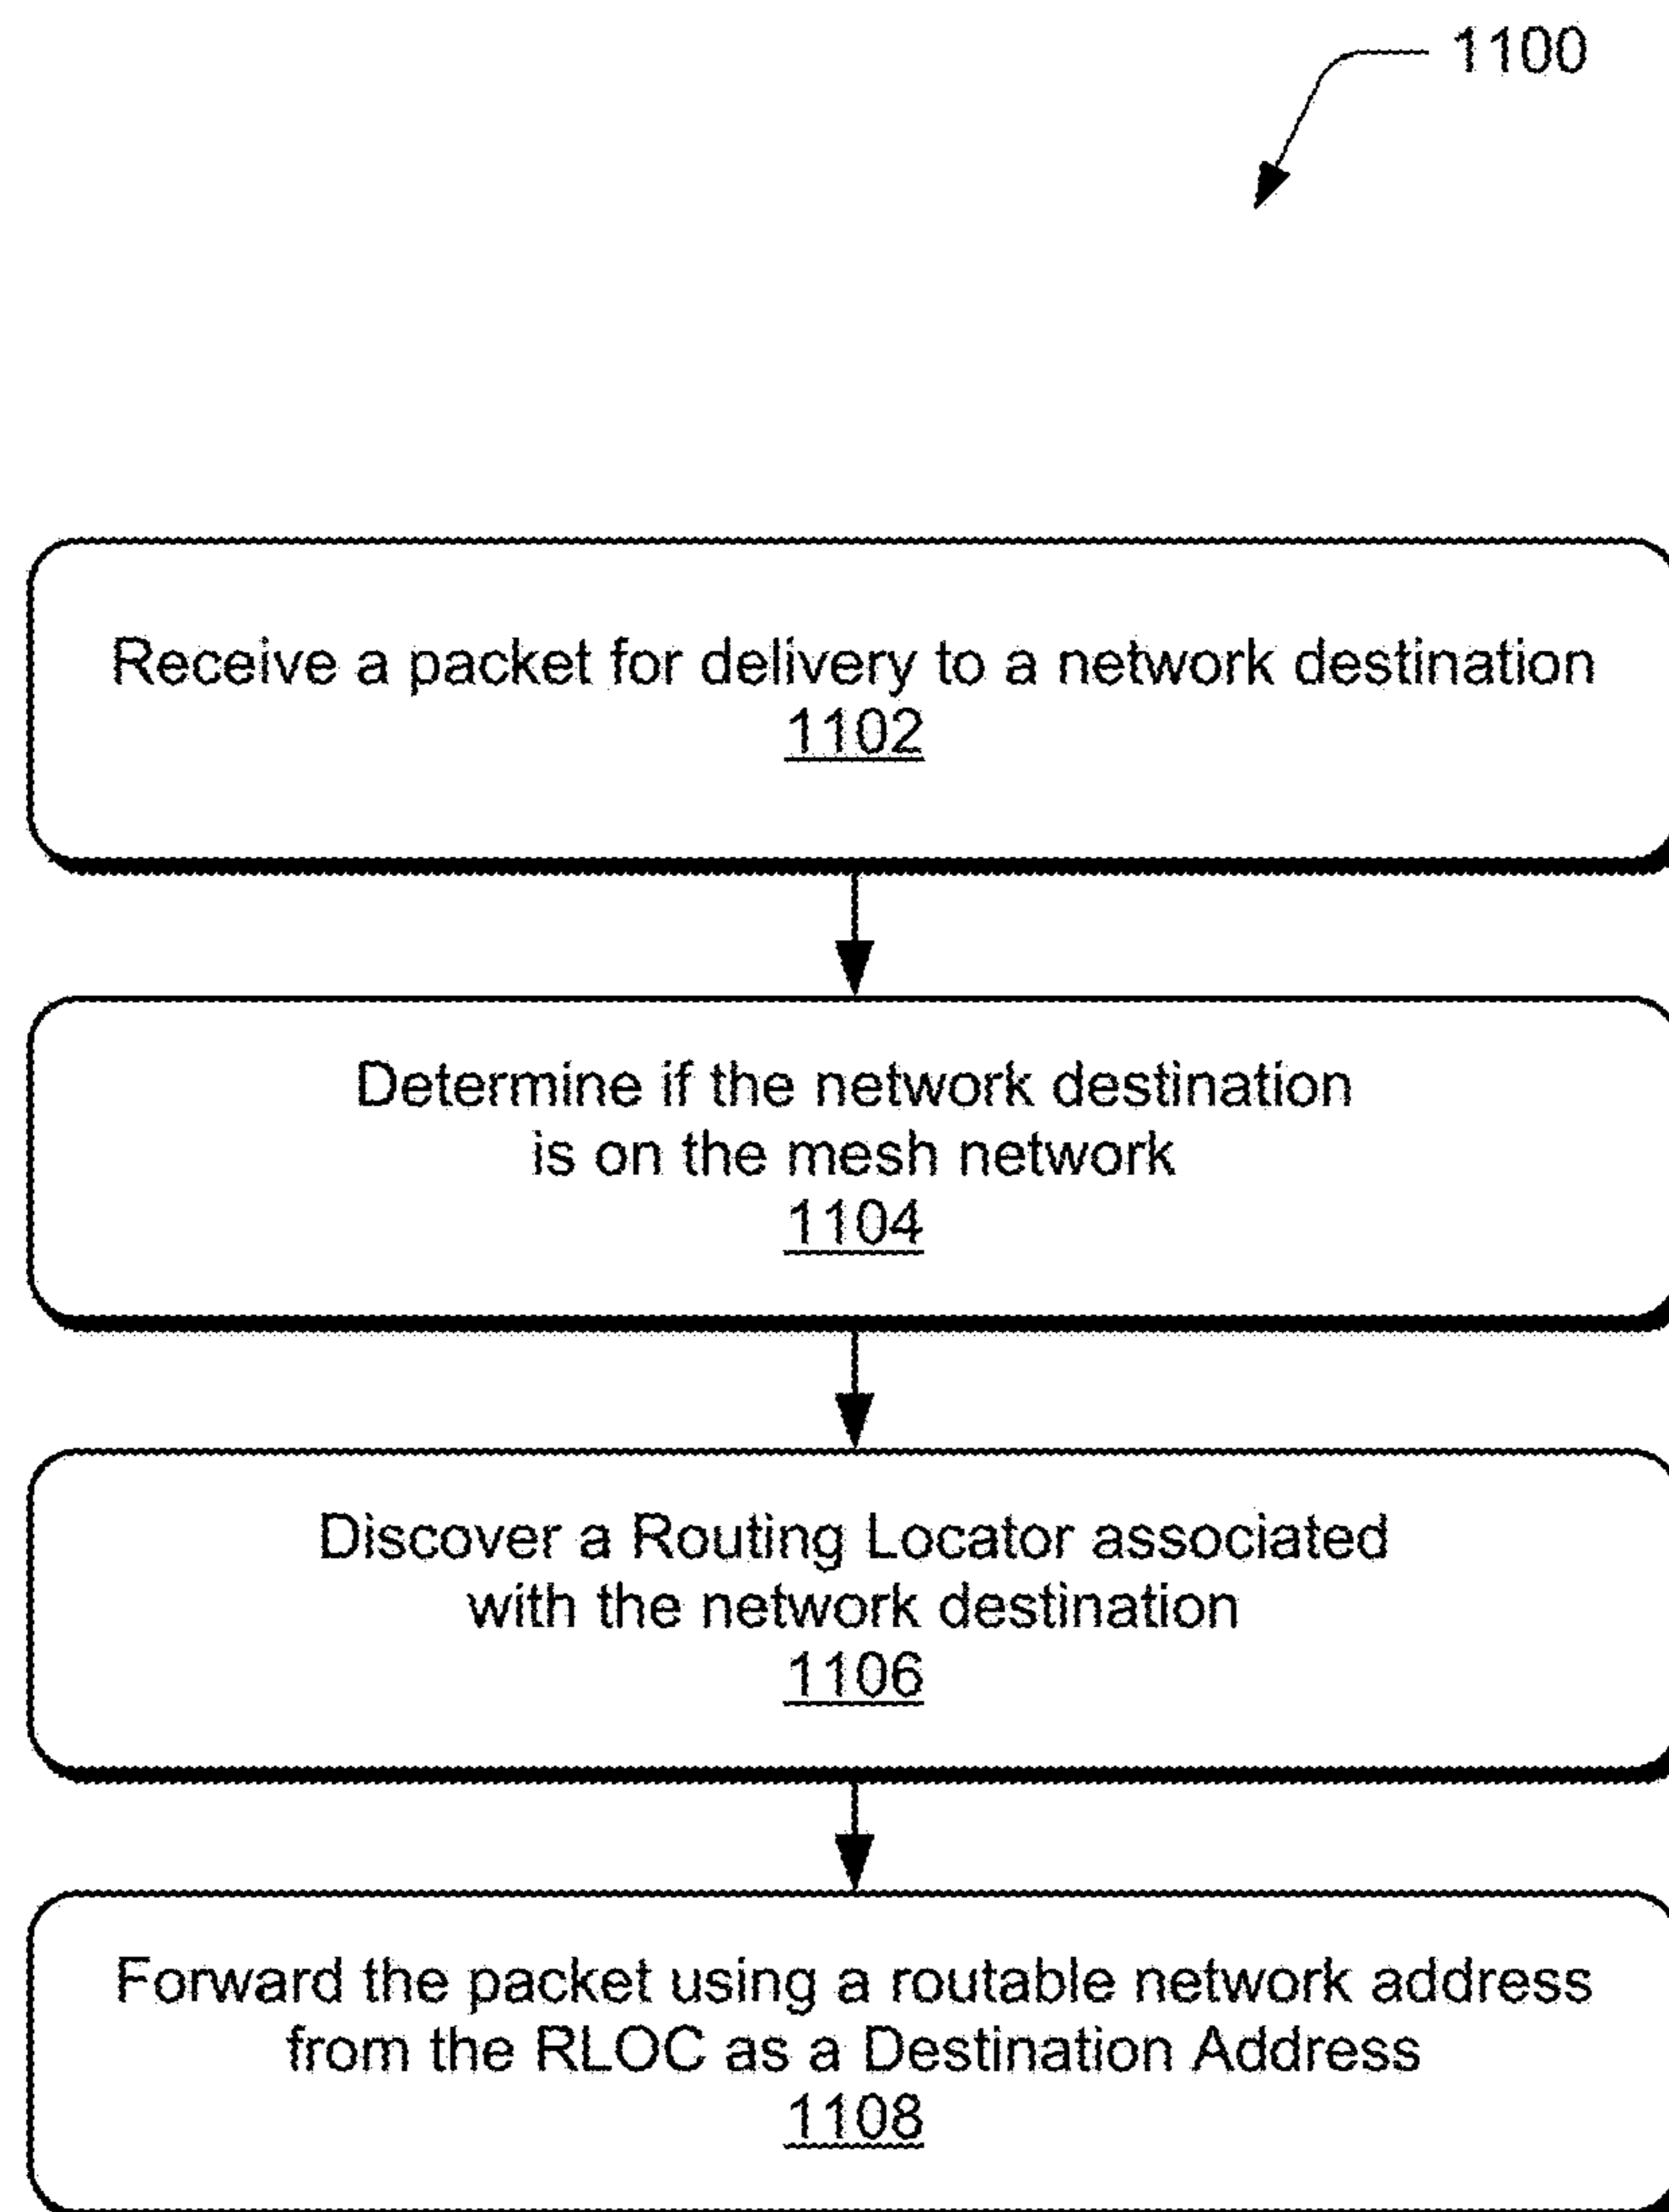 1100
Receive a packet for delivery to a network destination
1102
Determine if the network destination
is on the mesh network
1104
Discover a Routing Locator associated
with the network destination
1106
Forward the packet using a routable network address
from the RLOC as a Destination Address
1108